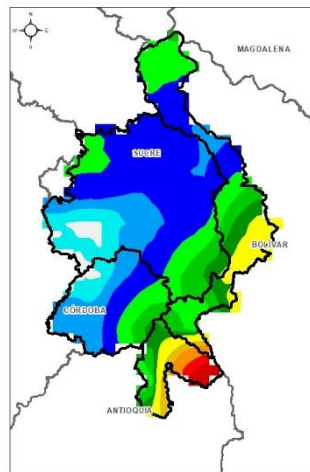 N
W E
S
MAGDALENA
SUCRE
BOLIVAR
CÓRDOBA
ANTIOQUIA